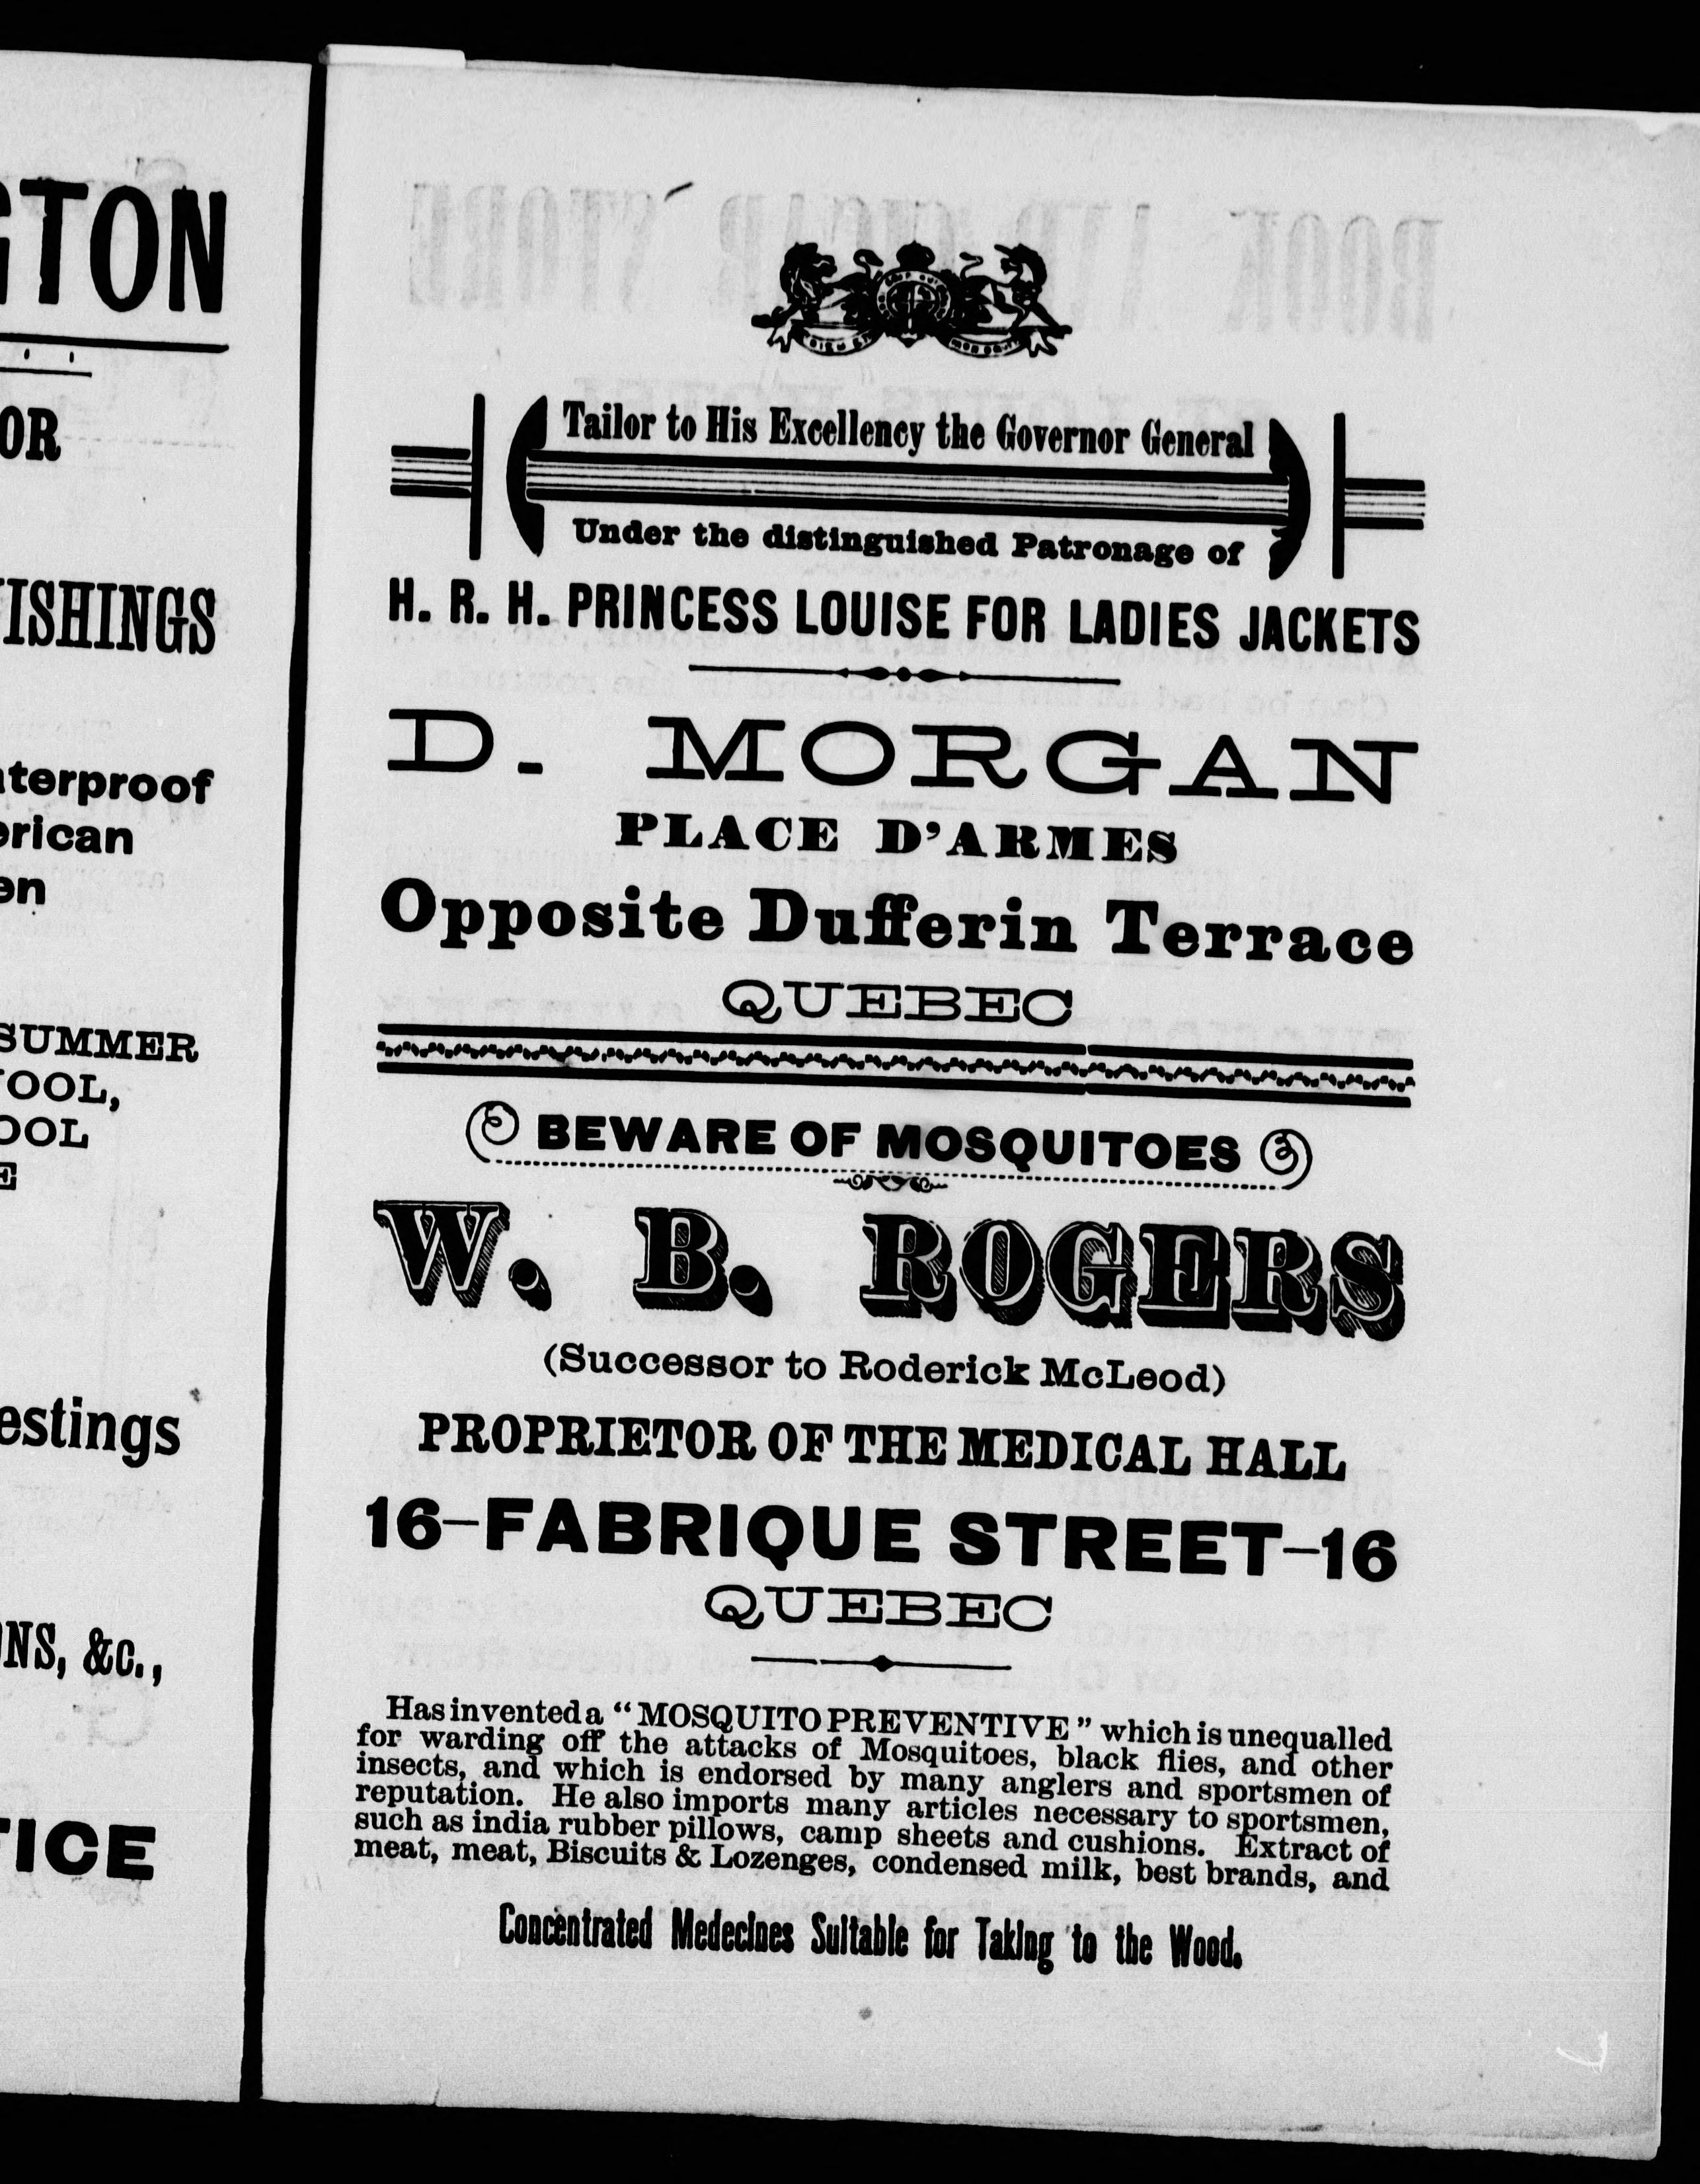 GTON
OR
ISHINGS
terproof
erican
en
SUMMER
OOL,
OOL
E
estings
NS, &c.,
ICE
Tailor to His Excellency the Governor General
Under the distinguished Patronage of
H. R. H. PRINCESS LOUISE FOR LADIES JACKETS
D. MORGAN
PLACE D'ARMES
Opposite Dufferin Terrace
QUEBEC
BEWARE OF MOSQUITOES
W. B. ROGERS
(Successor to Roderick McLeod)
PROPRIETOR OF THE MEDICAL HALL
16–FABRIQUE STREET–16
QUEBEC
Has invented a "MOSQUITO PREVENTIVE" which is unequalled
for warding off the attacks of Mosquitoes, black flies, and other
insects, and which is endorsed by many anglers and sportsmen of
reputation. He also imports many articles necessary to sportsmen,
such as india rubber pillows, camp sheets and cushions. Extract of
meat, meat, Biscuits & Lozenges, condensed milk, best brands, and
Concentrated Medecines Suitable for Taking to the Wood.